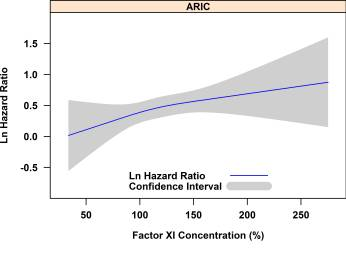 ARIC
Ln Hazard Ratio
1.5
1.0
0.5
0.0
-0.5
Ln Hazard Ratio
Confidence Interval
50 100 150 200 250
Factor XI Concentration (%)